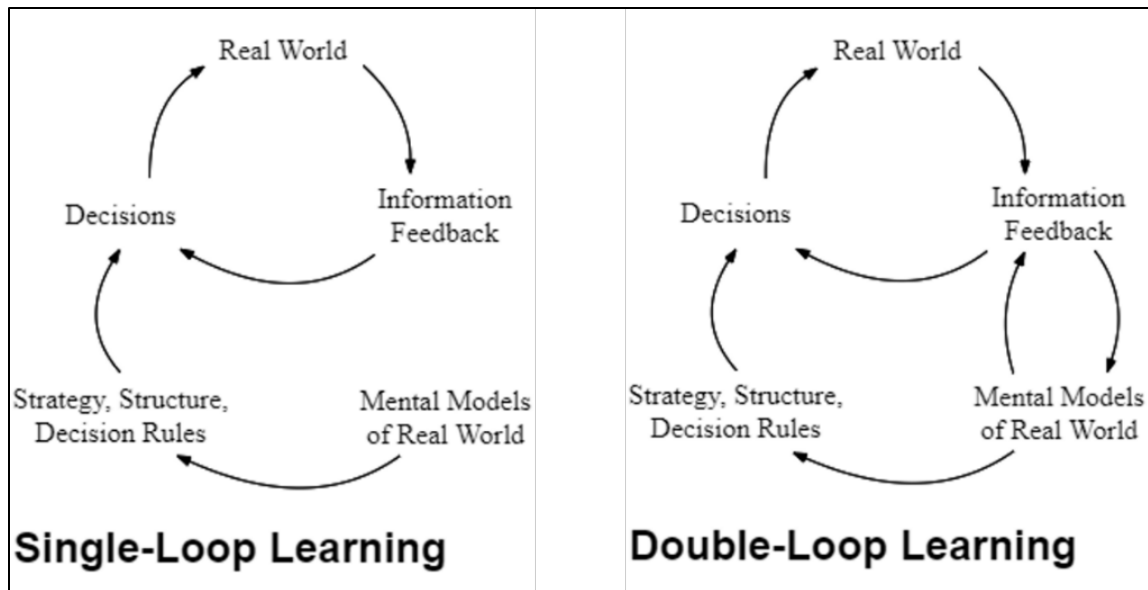 Real World
Information
Feedback
Decisions
Strategy, Structure,
Decision Rules
Mental Models
of Real World
Single-Loop Learning
Real World
Information
Feedback
Decisions
Strategy, Structure,
Decision Rules
Mental Models
of Real World
Double-Loop Learning